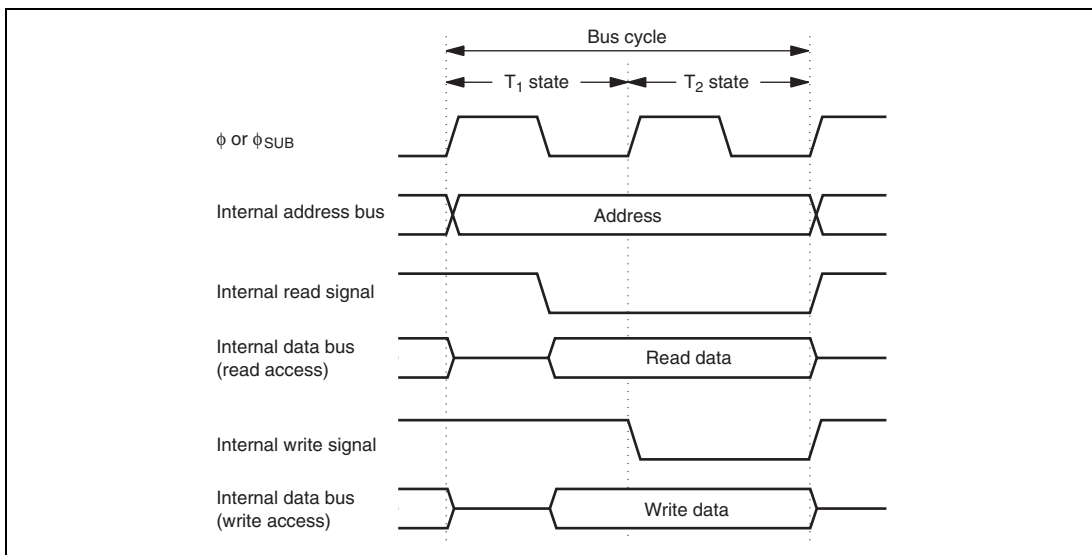 Bus cycle
T₁ state
T₂ state
ϕ or ϕSUB
Internal address bus
Address
Internal read signal
Internal data bus
(read access)
Read data
Internal write signal
Internal data bus
(write access)
Write data